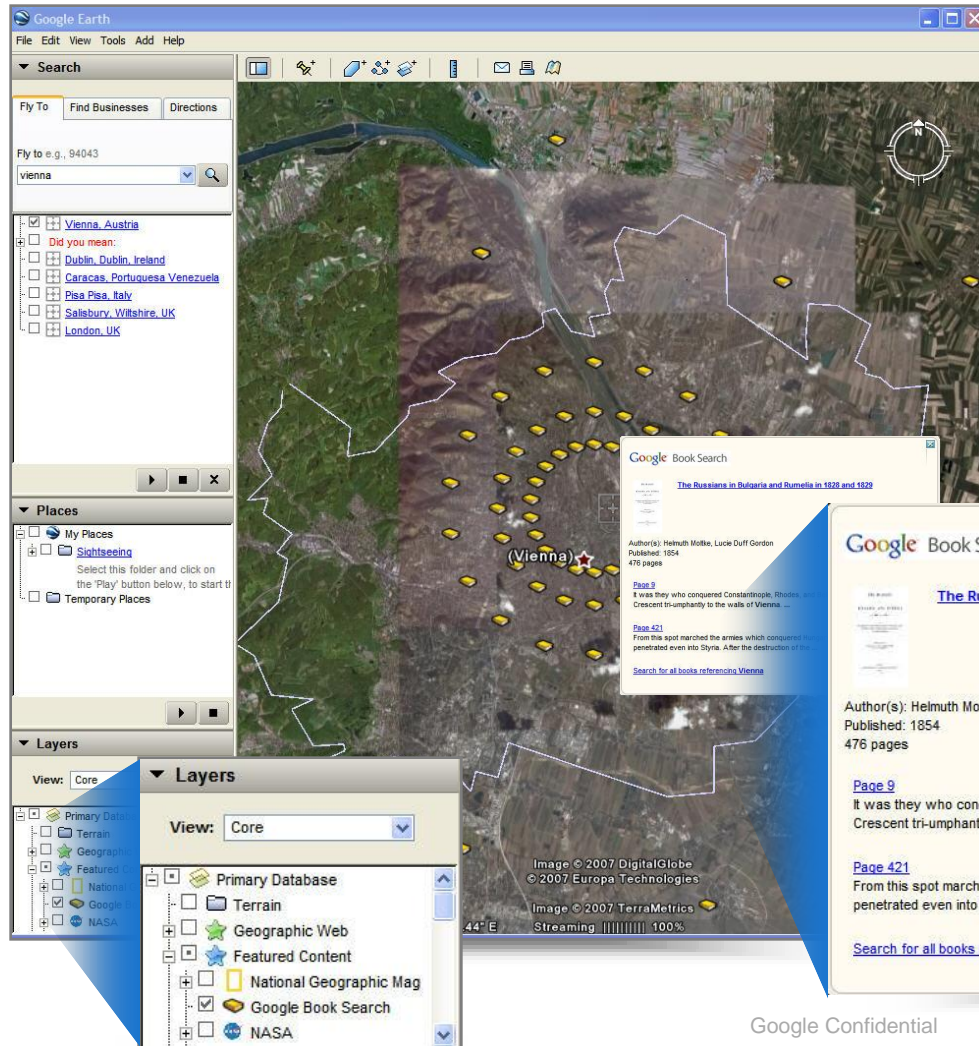 Google Earth
File Edit View Tools Add Help
Search
Fly To Find Businesses Directions
Fly to e.g., 94043
vienna
Vienna, Austria
Did you mean:
Dublin, Dublin, Ireland
Caracas, Portuguesa Venezuela
Pisa Pisa, Italy
Salisbury, Wiltshire, UK
London, UK
Places
My Places
Sightseeing
Select this folder and click on
the 'Play' button below, to start th
Temporary Places
Layers
View: Core
Primary Data
Terrain
Geographic
Featured C
National
Google B
NASA
Layers
View: Core
Primary Database
Terrain
Geographic Web
Featured Content
National Geographic Mag
Google Book Search
NASA
N
(Vienna)
Image © 2007 DigitalGlobe
© 2007 Europa Technologies
Image © 2007 TerraMetrics
.44" E Streaming |||||||||| 100%
Google Book Search
The Russians in Bulgaria and Rumelia in 1828 and 1829
Author(s): Helmuth Moltke, Lucie Duff Gordon
Published: 1854
476 pages
Page 9
It was they who conquered Constantinople, Rhodes, and
Crescent tri-umphantly to the walls of Vienna ...
Page 421
From this spot marched the armies which conquered
penetrated even into Styria. After the destruction of the
Search for all books referencing Vienna
Google Book S
The Ru
Author(s): Helmuth Mo
Published: 1854
476 pages
Page 9
It was they who con
Crescent tri-umphant
Page 421
From this spot march
penetrated even into
Search for all books
Google Confidential